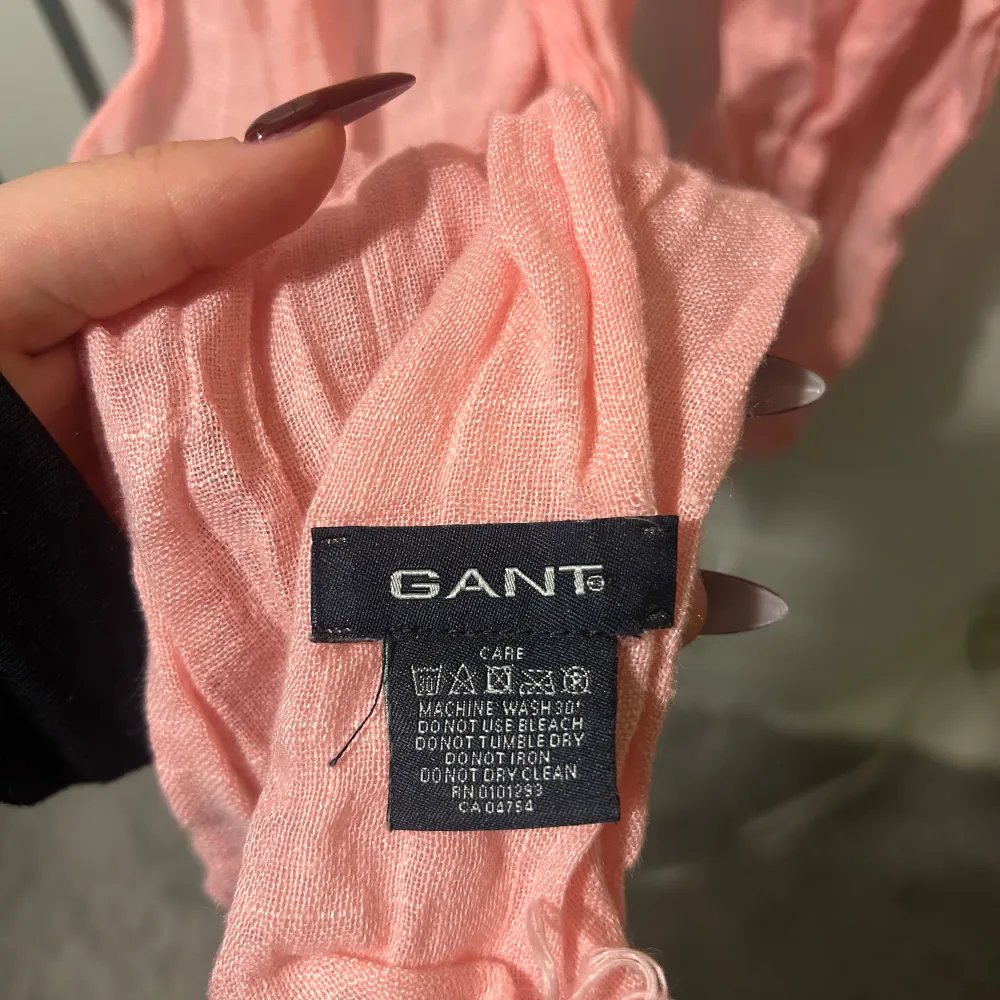 GANT®
CARE
30°
MACHINE WASH 30°
DO NOT USE BLEACH
DO NOT TUMBLE DRY
DO NOT IRON
DO NOT DRY CLEAN
RN 0101293
CA 04754